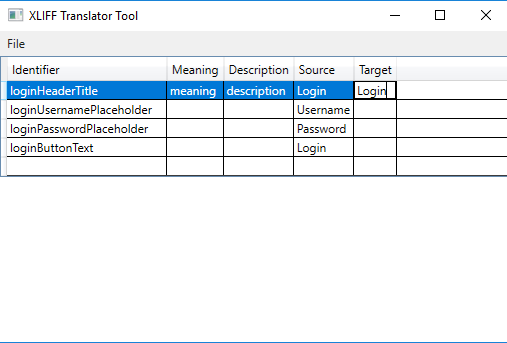 XLIFF Translator Tool
File
Identifier Meaning Description Source Target
loginHeaderTitle meaning description Login Login
loginUsernamePlaceholder Username
loginPasswordPlaceholder Password
loginButtonText Login